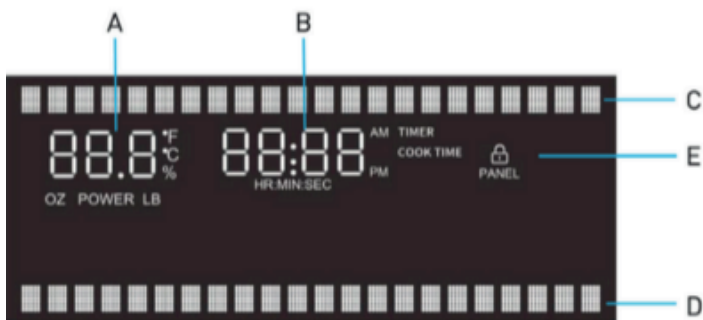 A B
C
88.8 °F °C % 88:88 AM PM TIMER
COOK TIME
E
HR:MIN:SEC PANEL
OZ POWER LB
D